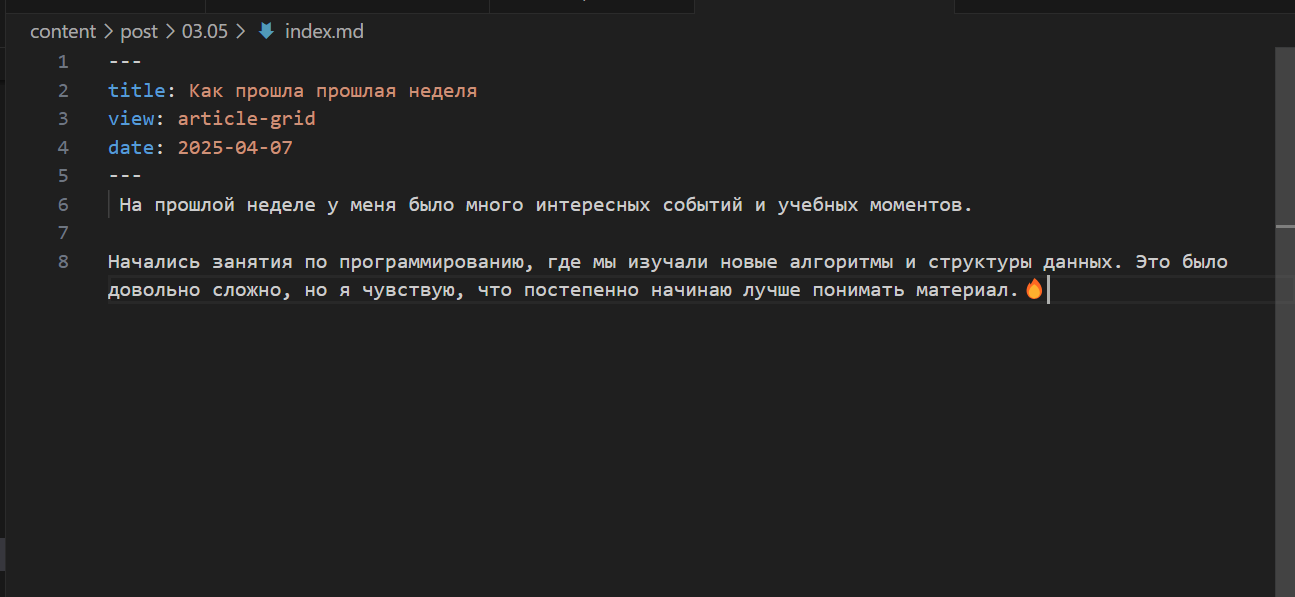 content > post > 03.05 > index.md
1 ---
2 title: Как прошла прошлая неделя
3 view: article-grid
4 date: 2025-04-07
5 ---
6 На прошлой неделе у меня было много интересных событий и учебных моментов.
7
8 Начались занятия по программированию, где мы изучали новые алгоритмы и структуры данных. Это было
довольно сложно, но я чувствую, что постепенно начинаю лучше понимать материал.🔥